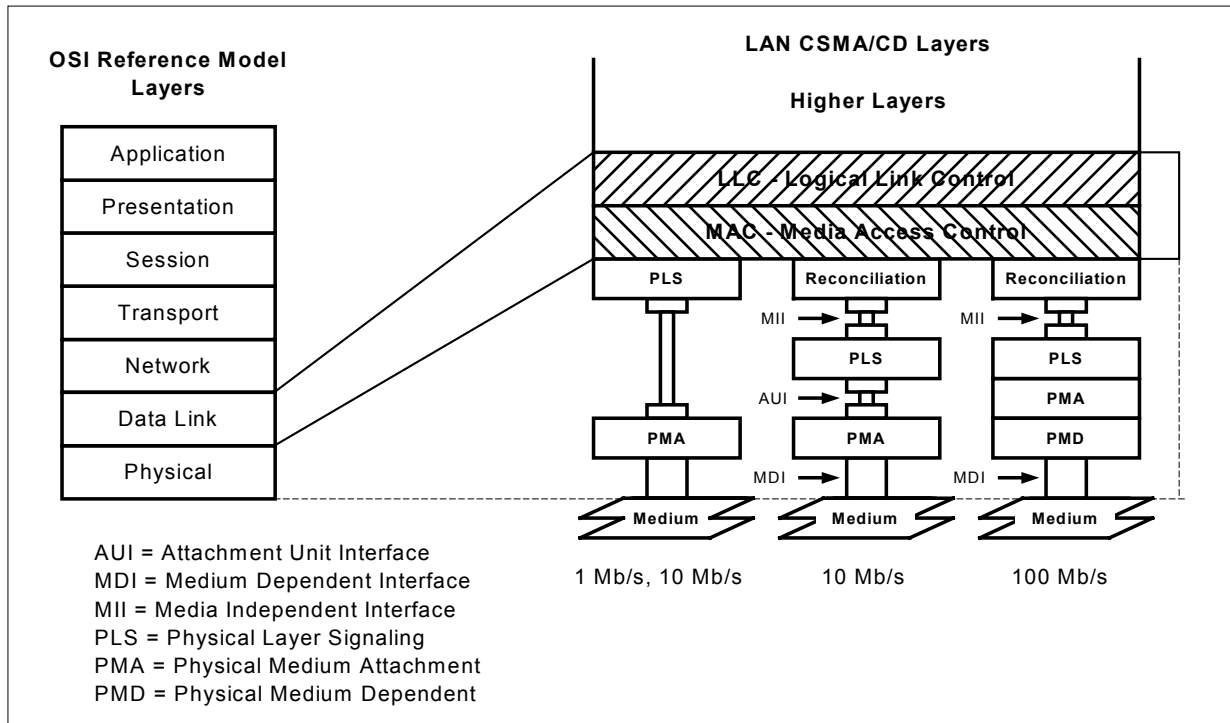 OSI Reference Model
Layers
Application
Presentation
Session
Transport
Network
Data Link
Physical
LAN CSMA/CD Layers
Higher Layers
LLC - Logical Link Control
MAC - Media Access Control
PLS
Reconciliation
Reconciliation
MII
MII
PLS
PLS
AUI
PMA
PMA
PMA
PMD
MDI
MDI
Medium
Medium
Medium
1 Mb/s, 10 Mb/s
10 Mb/s
100 Mb/s
AUI = Attachment Unit Interface
MDI = Medium Dependent Interface
MII = Media Independent Interface
PLS = Physical Layer Signaling
PMA = Physical Medium Attachment
PMD = Physical Medium Dependent